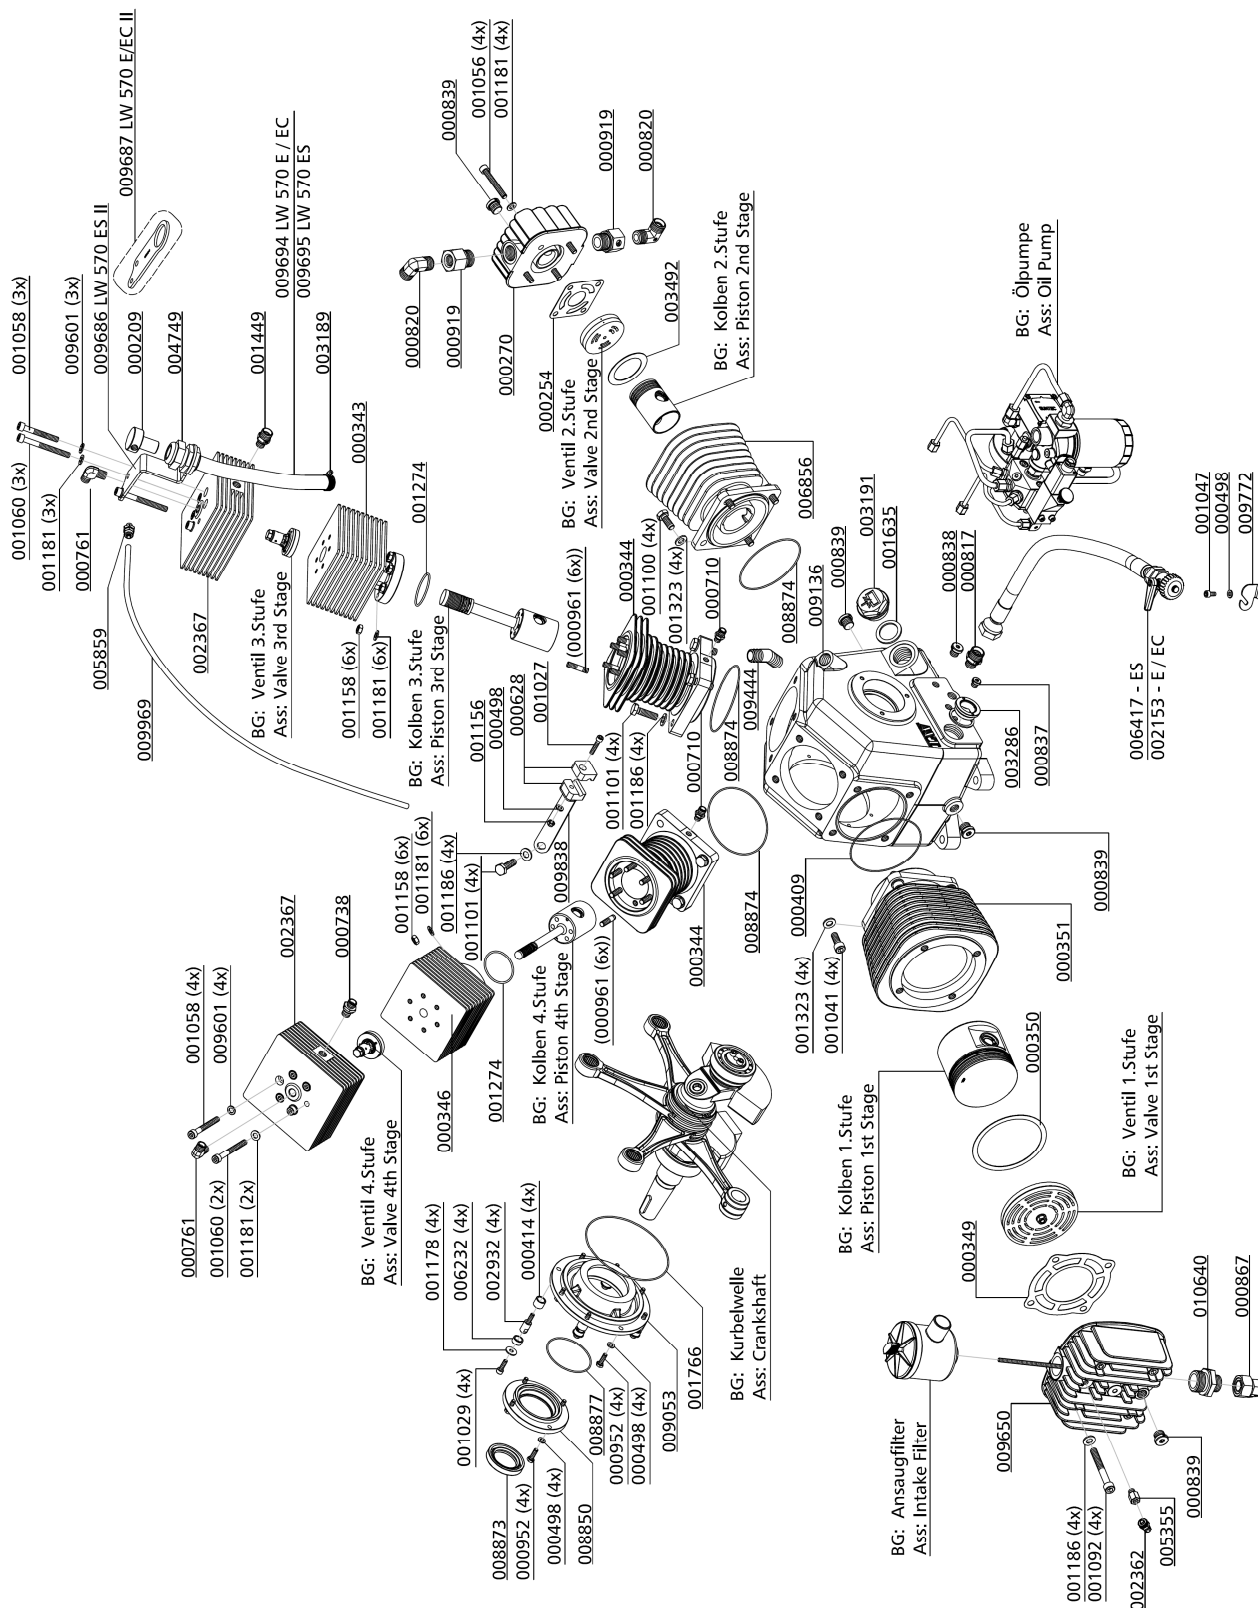 001058 (3x)
009601 (3x)
009686 LW 570 ES II
009687 LW 570 E/EC II
000209
004749
001449
009694 LW 570 E / EC
009695 LW 570 ES
003189
001060 (3x)
001181 (3x)
000761
005859
009969
002367
BG: Ventil 3.Stufe
Ass: Valve 3rd Stage
000343
001274
001158 (6x)
001181 (6x)
BG: Kolben 3.Stufe
Ass: Piston 3rd Stage
000839
001056 (4x)
001181 (4x)
000919
000820
000820
000919
000270
000254
BG: Ventil 2.Stufe
Ass: Valve 2nd Stage
003492
BG: Kolben 2.Stufe
Ass: Piston 2nd Stage
006856
(000961 (6x))
000344
001100 (4x)
001323 (4x)
000710
008874
009136
000839
003191
001635
000838
000817
BG: Ölpumpe
Ass: Oil Pump
001047
000498
009772
006417 - ES
002153 - E / EC
003286
000837
009444
008874
001156
000498
000628
001027
001101 (4x)
001186 (4x)
000710
009838
001158 (6x)
001181 (6x)
001186 (4x)
001101 (4x)
008874
000344
000409
000839
002367
000738
001058 (4x)
009601 (4x)
000761
001060 (2x)
001181 (2x)
BG: Ventil 4.Stufe
Ass: Valve 4th Stage
000346
001274
BG: Kolben 4.Stufe
Ass: Piston 4th Stage
(000961 (6x))
001323 (4x)
001041 (4x)
000351
BG: Kolben 1.Stufe
Ass: Piston 1st Stage
000350
BG: Ventil 1.Stufe
Ass: Valve 1st Stage
000349
010640
000867
BG: Ansaugfilter
Ass: Intake Filter
009650
001186 (4x)
001092 (4x)
002362
005355
000839
001178 (4x)
006232 (4x)
002932 (4x)
000414 (4x)
001029 (4x)
BG: Kurbelwelle
Ass: Crankshaft
001766
009053
000498 (4x)
000952 (4x)
008877
008850
000498 (4x)
000952 (4x)
008873